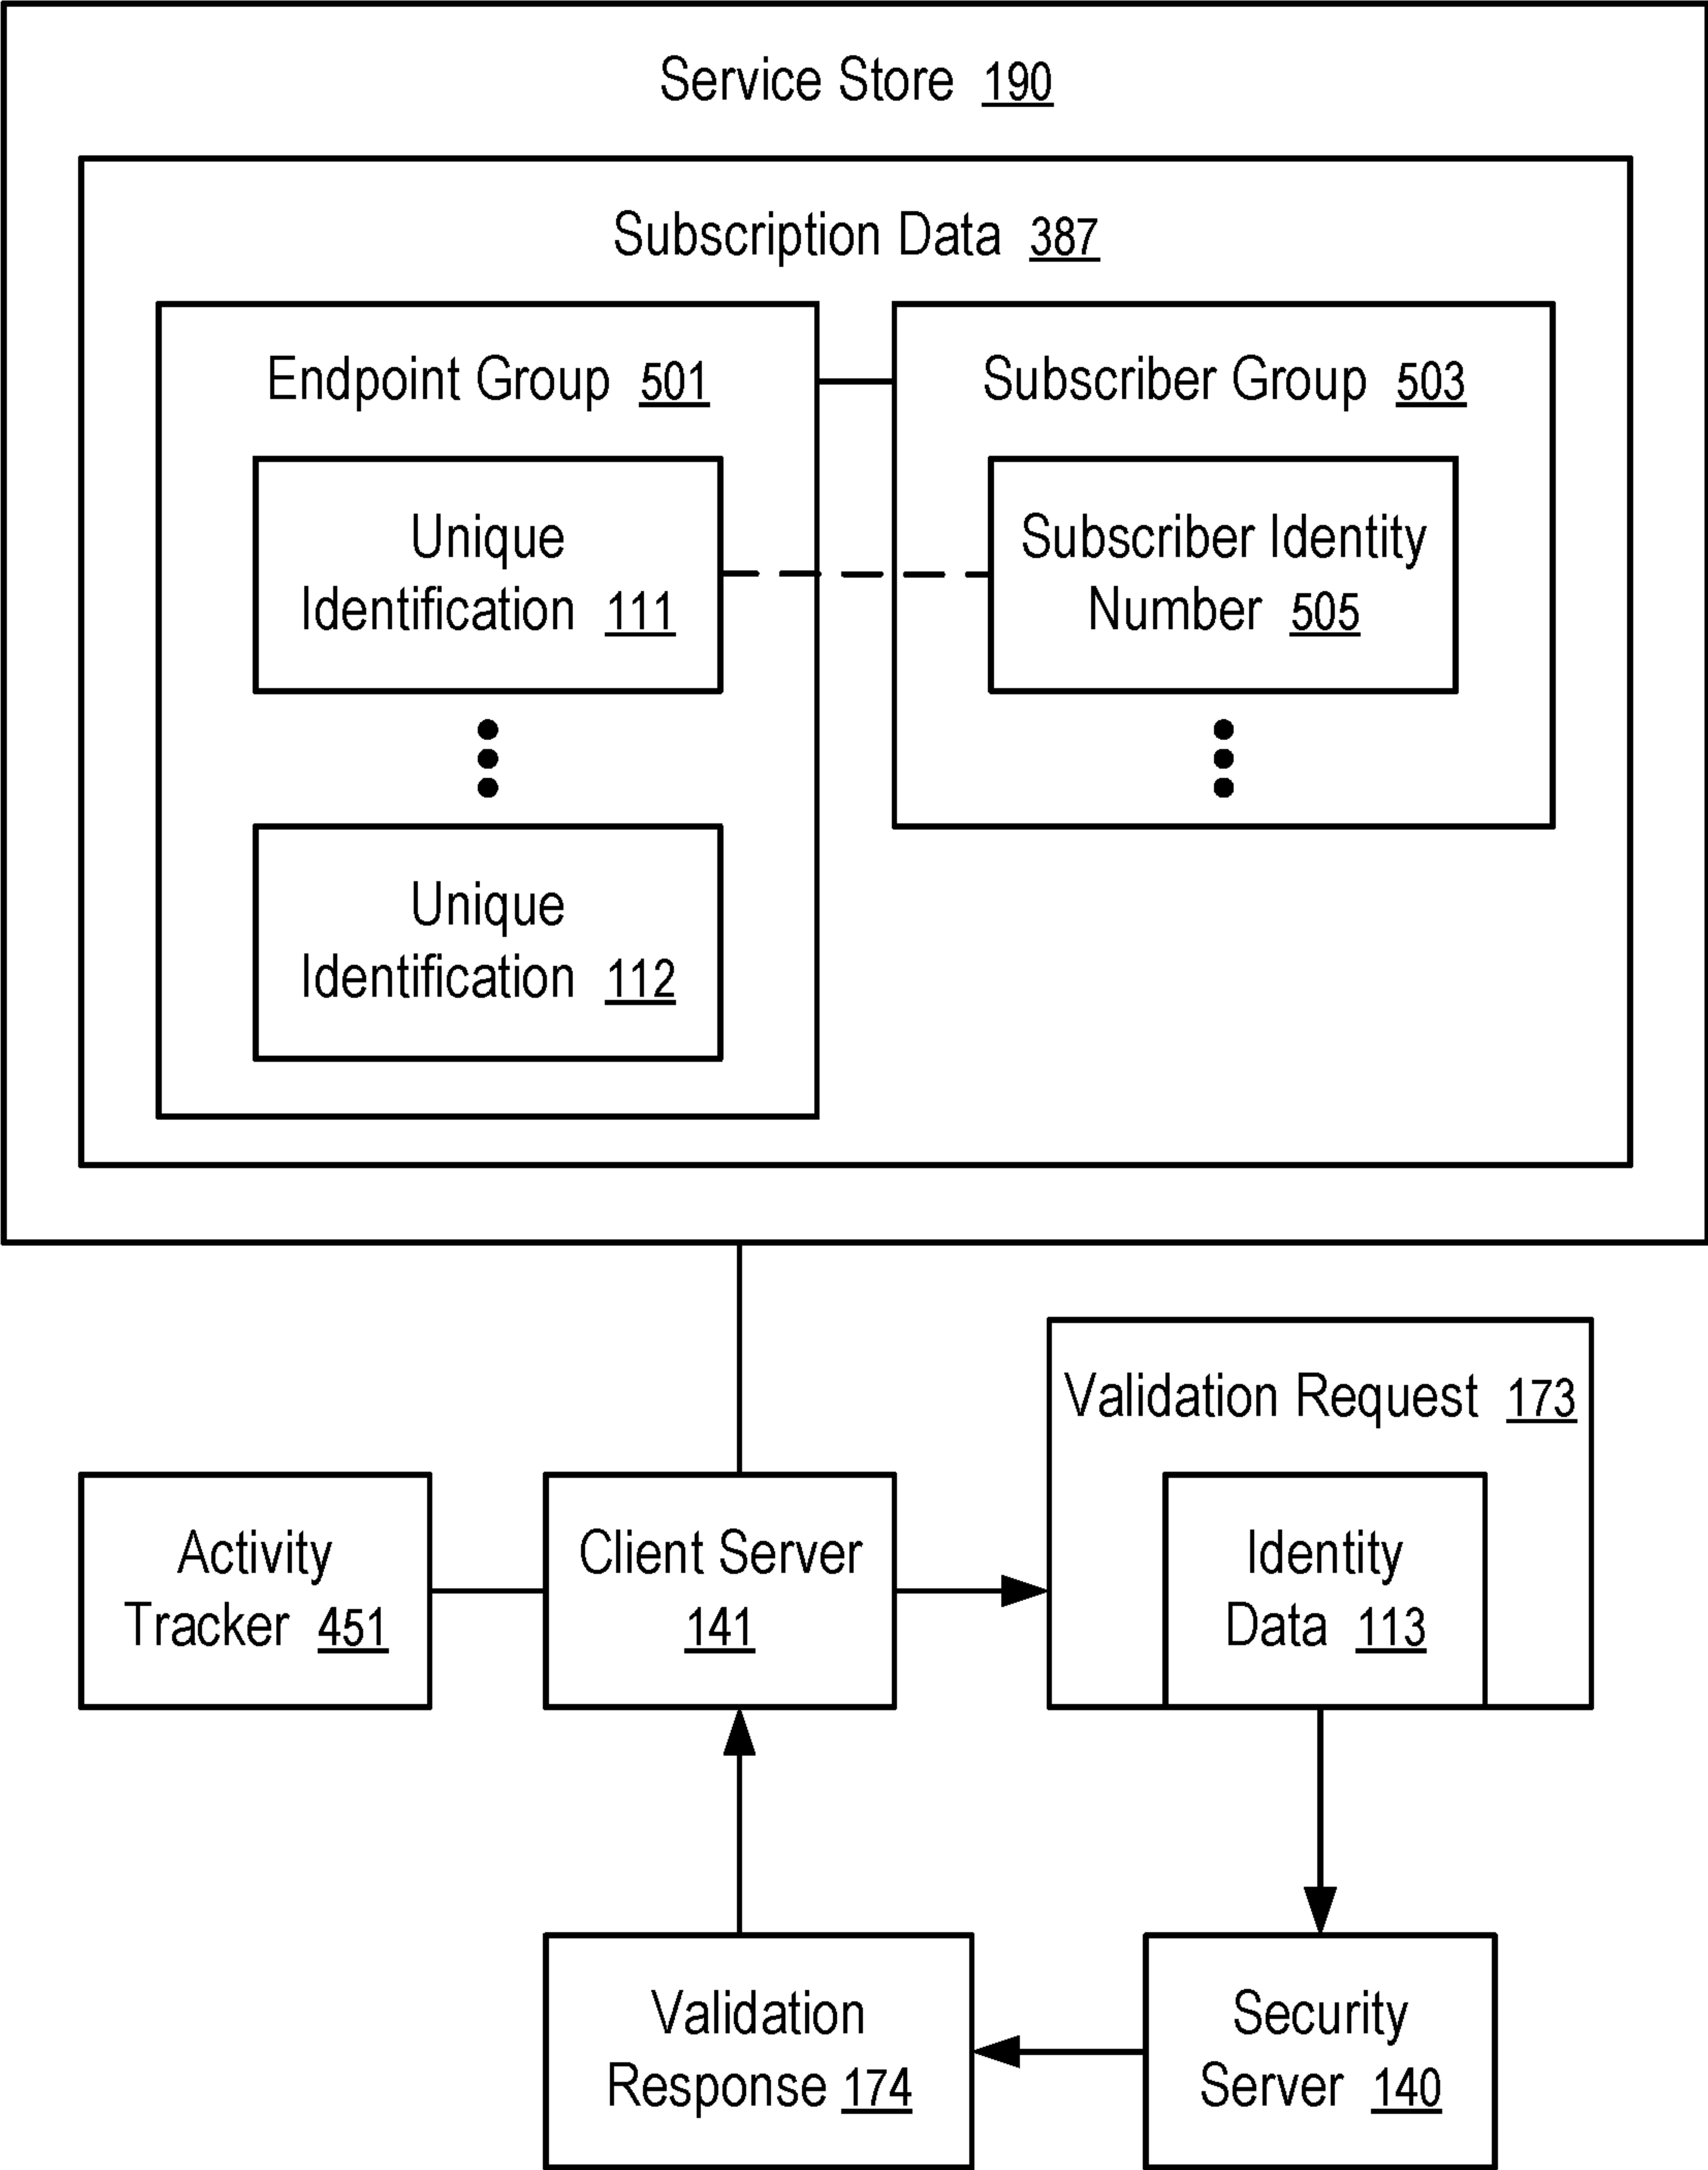 Service Store 190
Subscription Data 387
Endpoint Group 501
Unique
Identification 111
Unique
Identification 112
Subscriber Group 503
Subscriber Identity
Number 505
Activity
Tracker 451
Client Server
141
Validation Request 173
Identity
Data 113
Validation
Response 174
Security
Server 140